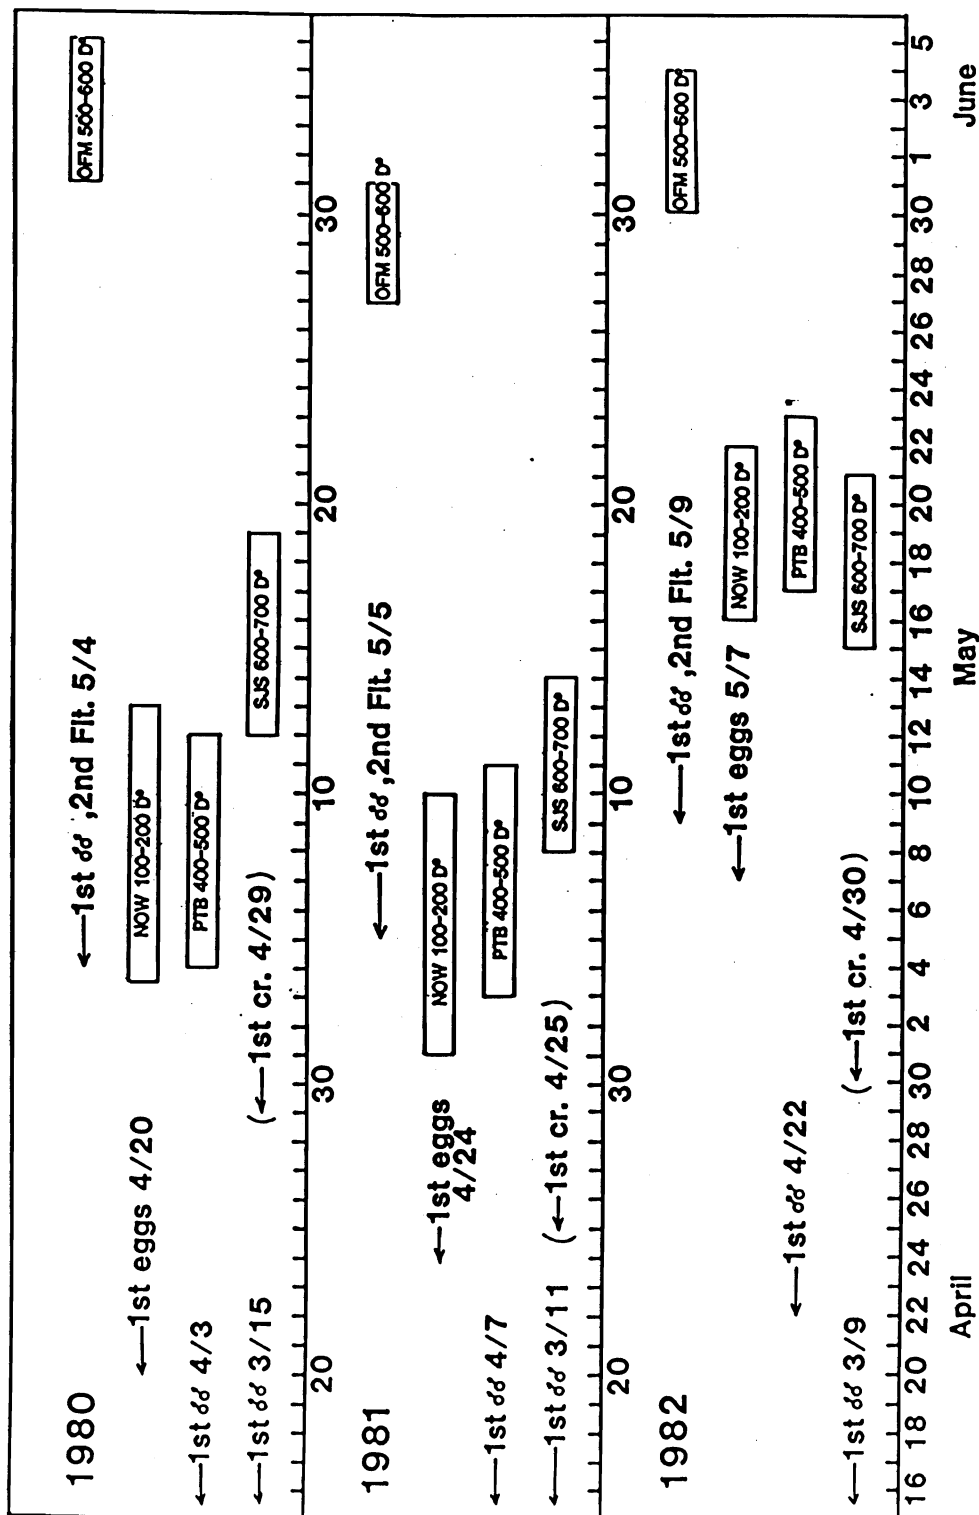 1980
←1st ♂♂, 2nd Flt. 5/4
OFM 500-600 D°
←1st eggs 4/20
NOW 100-200 D°
←1st ♂♂ 4/3
PTB 400-500 D°
←1st ♂♂ 3/15
(←1st cr. 4/29)
SJS 600-700 D°
20
30
10
20
30
1981
←1st ♂♂, 2nd Flt. 5/5
OFM 500-600 D°
←1st eggs
4/24
NOW 100-200 D°
←1st ♂♂ 4/7
PTB 400-500 D°
←1st ♂♂ 3/11
(←1st cr. 4/25)
SJS 600-700 D°
20
30
10
20
30
1982
←1st ♂♂, 2nd Flt. 5/9
OFM 500-600 D°
←1st eggs 5/7
NOW 100-200 D°
←1st ♂♂ 4/22
PTB 400-500 D°
←1st ♂♂ 3/9
(←1st cr. 4/30)
SJS 600-700 D°
16 18 20 22 24 26 28 30 2 4 6 8 10 12 14 16 18 20 22 24 26 28 30 1 3 5
April May June